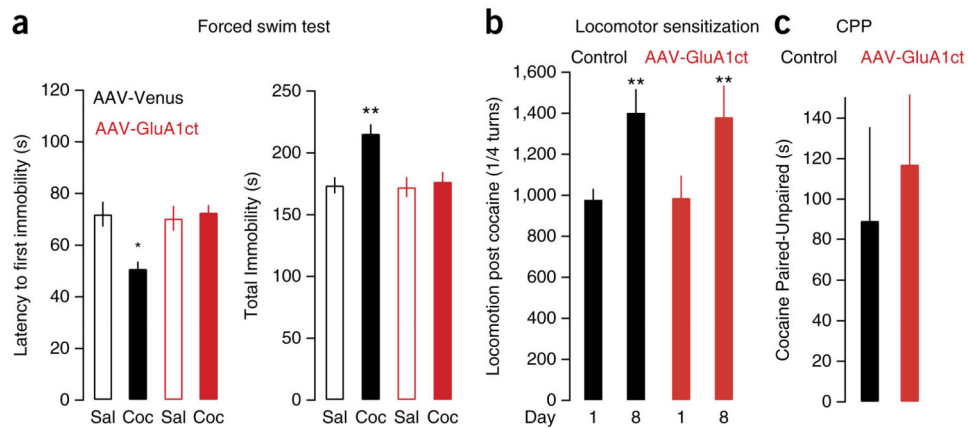 a
Forced swim test
Latency to first immobility (s)
120
100
80
60
40
20
0
AAV-Venus
AAV-GluA1ct
*
Sal Coc Sal Coc
Total Immobility (s)
250
200
150
100
50
0
**
Sal Coc Sal Coc
b
Locomotor sensitization
Control AAV-GluA1ct
Locomotion post cocaine (1/4 turns)
1,600
1,400
1,200
1,000
800
600
400
200
0
** **
Day 1 8 1 8
c
CPP
Control AAV-GluA1ct
Cocaine Paired-Unpaired (s)
140
120
100
80
60
40
20
0